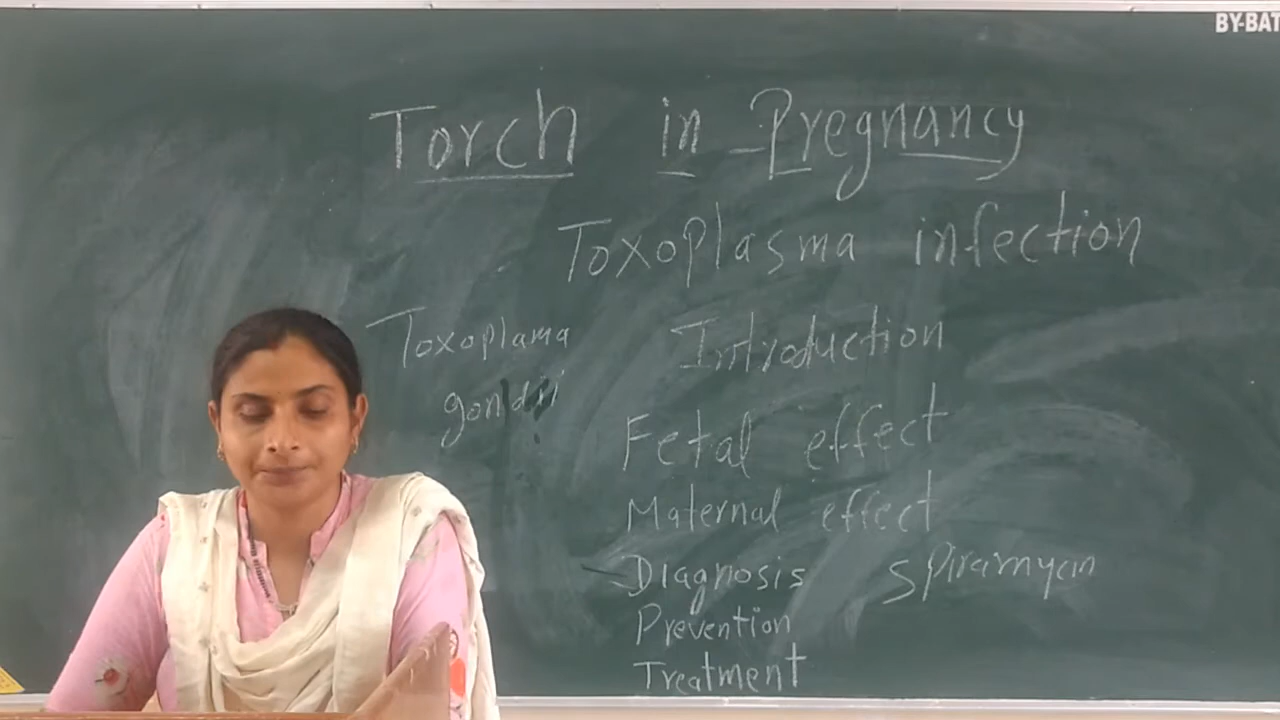 BY-BAT
Torch in Pregnancy
Toxoplasma infection
Toxoplama
gondii
Introduction
Fetal effect
Maternal effect
Diagnosis
Spiramycin
Prevention
Treatment